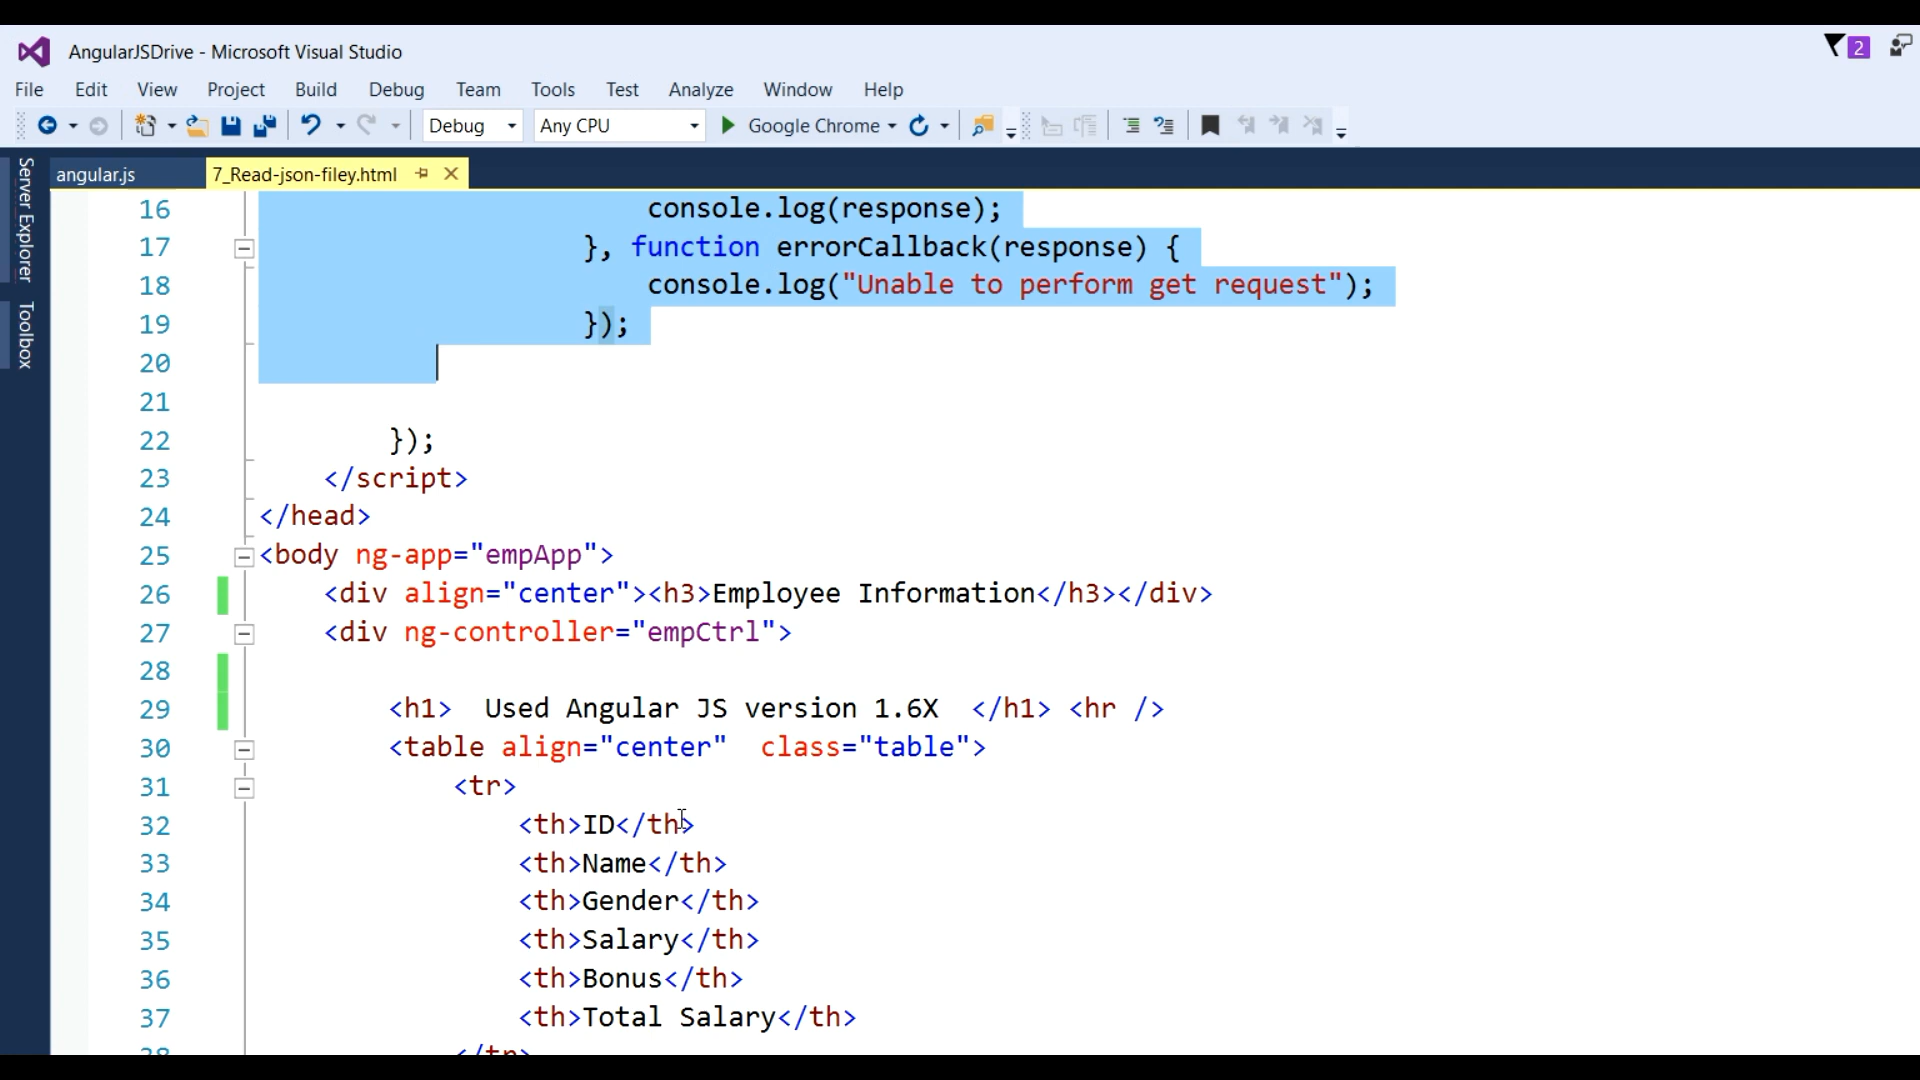 AngularJSDrive - Microsoft Visual Studio
2
File Edit View Project Build Debug Team Tools Test Analyze Window Help
Debug Any CPU Google Chrome
Server Explorer
Toolbox
angular.js 7_Read-json-filey.html
16 console.log(response);
17 }, function errorCallback(response) {
18 console.log("Unable to perform get request");
19 });
20
21
22 });
23 </script>
24 </head>
25 <body ng-app="empApp">
26 <div align="center"><h3>Employee Information</h3></div>
27 <div ng-controller="empCtrl">
28
29 <h1>  Used Angular JS version 1.6X  </h1> <hr />
30 <table align="center"  class="table">
31 <tr>
32 <th>ID</th>
33 <th>Name</th>
34 <th>Gender</th>
35 <th>Salary</th>
36 <th>Bonus</th>
37 <th>Total Salary</th>
38 </tr>